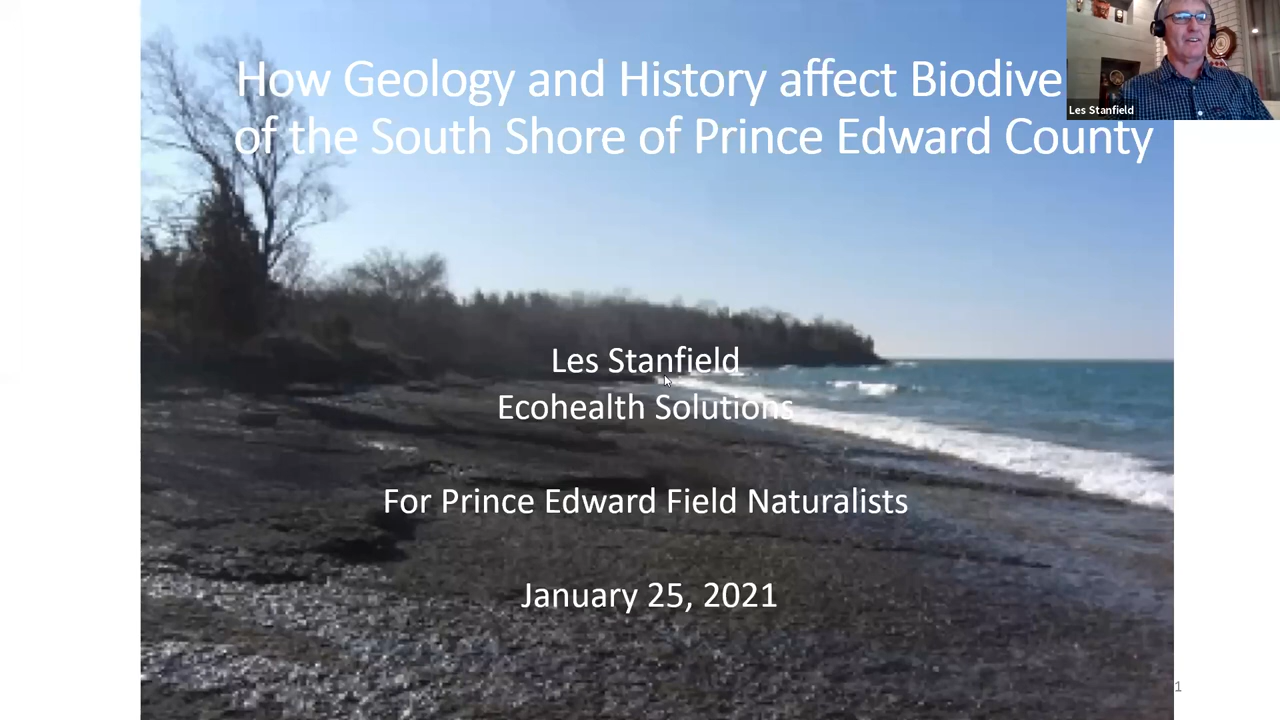 How Geology and History affect Biodive
of the South Shore of Prince Edward County
Les Stanfield
Les Stanfield
Ecohealth Solutions
For Prince Edward Field Naturalists
January 25, 2021
1